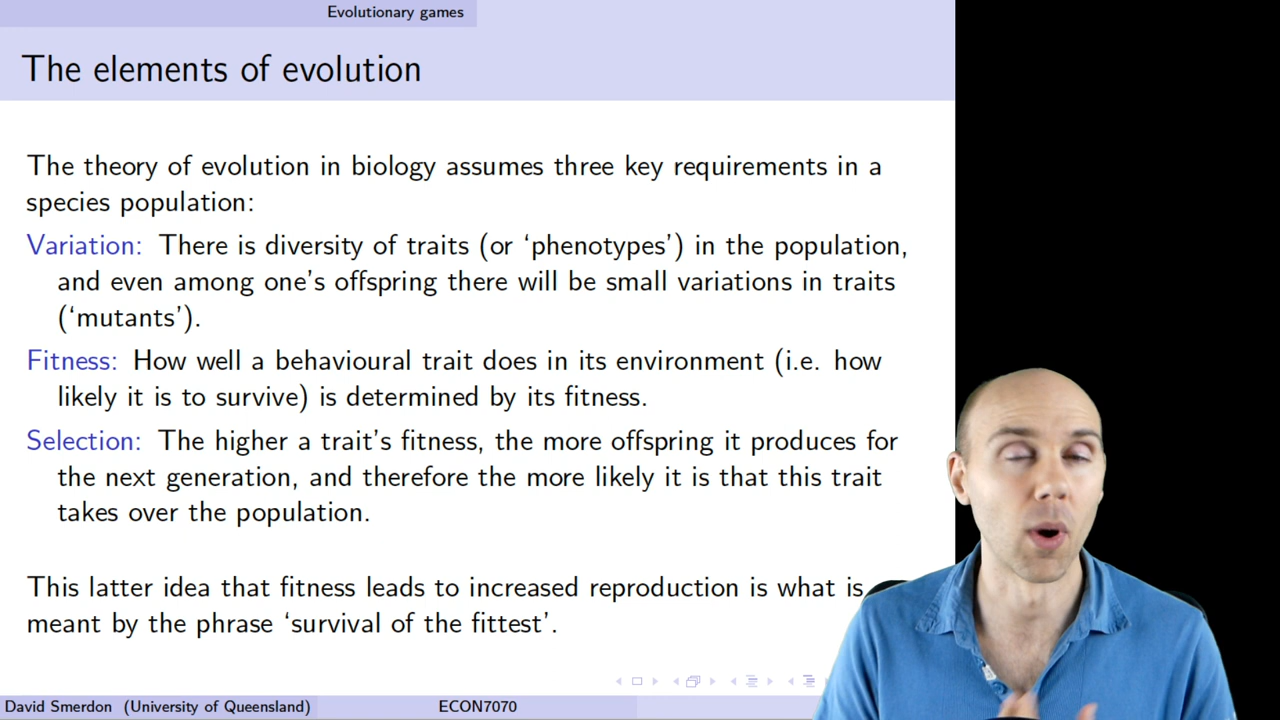 Evolutionary games
The elements of evolution
The theory of evolution in biology assumes three key requirements in a
species population:
Variation: There is diversity of traits (or ‘phenotypes’) in the population,
and even among one’s offspring there will be small variations in traits
(‘mutants’).
Fitness: How well a behavioural trait does in its environment (i.e. how
likely it is to survive) is determined by its fitness.
Selection: The higher a trait’s fitness, the more offspring it produces for
the next generation, and therefore the more likely it is that this trait
takes over the population.
This latter idea that fitness leads to increased reproduction is what is
meant by the phrase ‘survival of the fittest’.
David Smerdon (University of Queensland) ECON7070